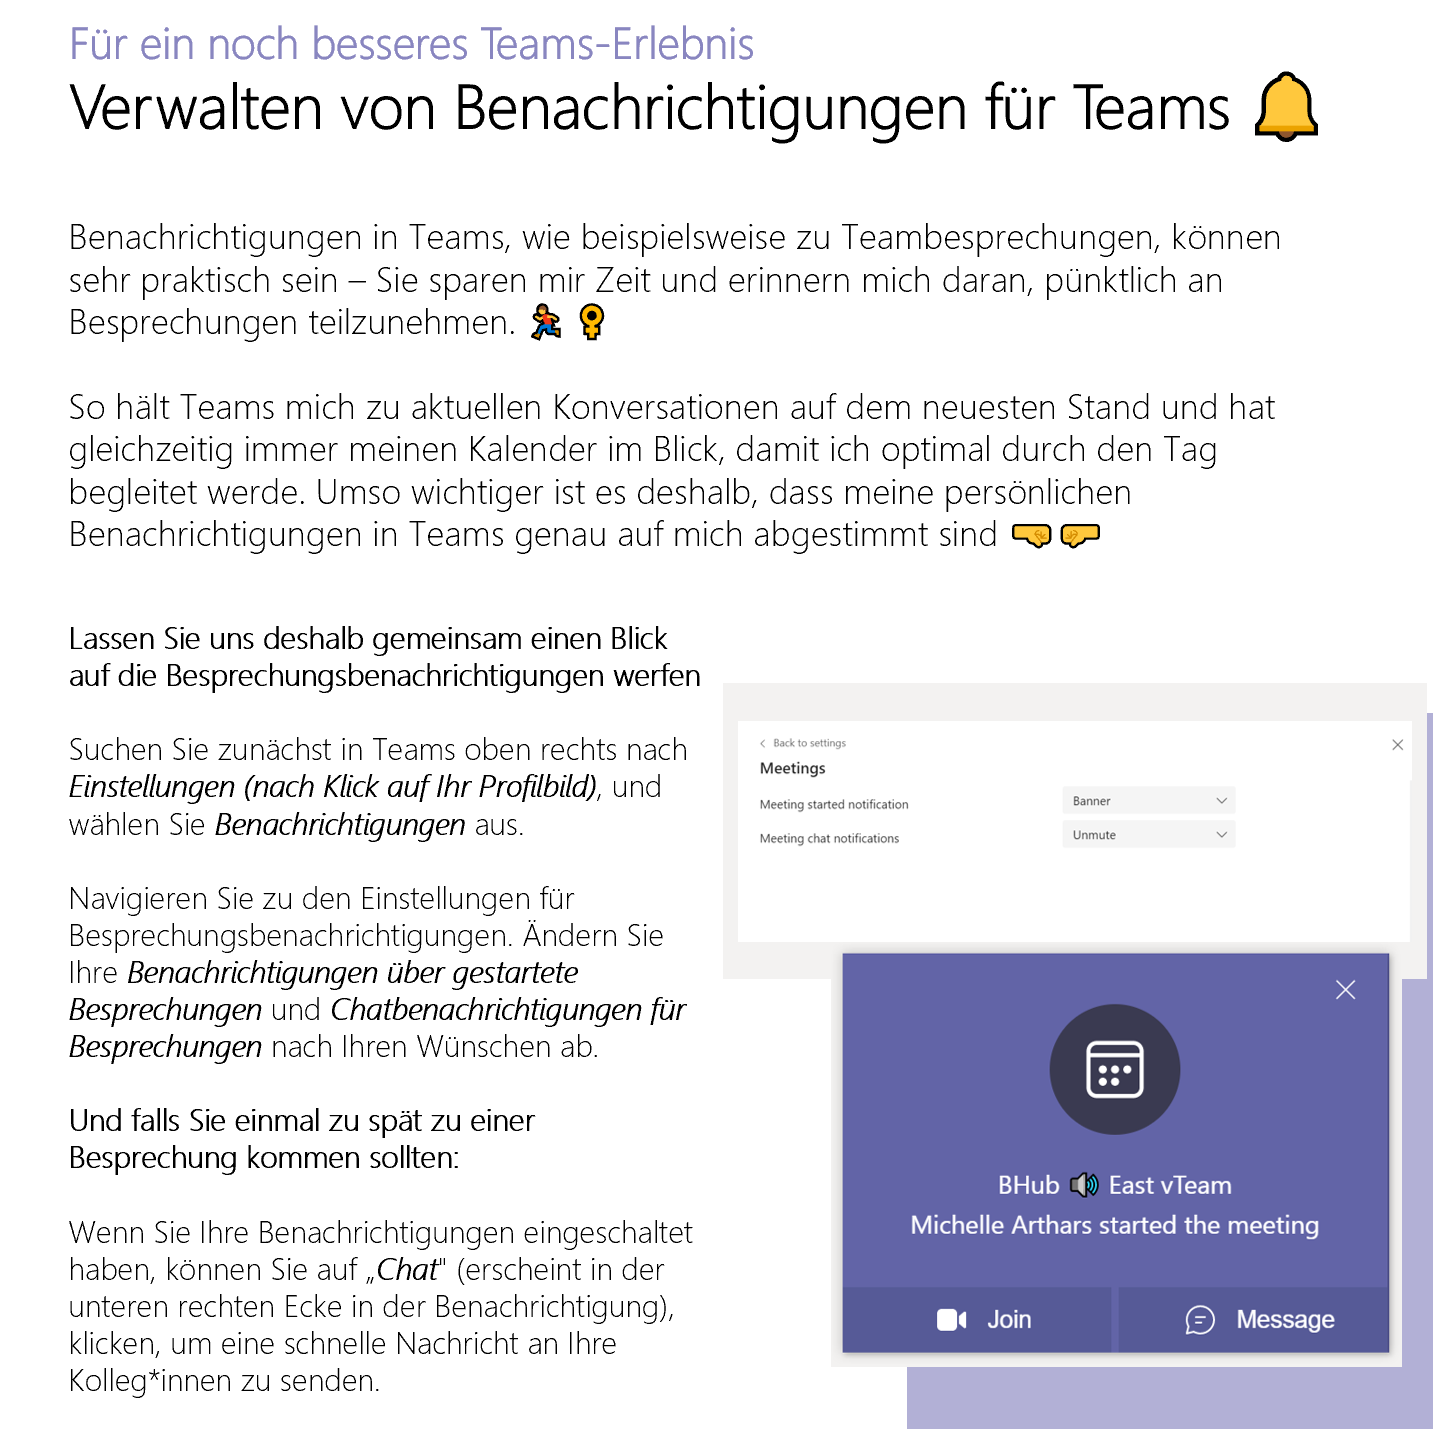 Für ein noch besseres Teams-Erlebnis
Verwalten von Benachrichtigungen für Teams 🔔
Benachrichtigungen in Teams, wie beispielsweise zu Teambesprechungen, können
sehr praktisch sein – Sie sparen mir Zeit und erinnern mich daran, pünktlich an
Besprechungen teilzunehmen.
So hält Teams mich zu aktuellen Konversationen auf dem neuesten Stand und hat
gleichzeitig immer meinen Kalender im Blick, damit ich optimal durch den Tag
begleitet werde. Umso wichtiger ist es deshalb, dass meine persönlichen
Benachrichtigungen in Teams genau auf mich abgestimmt sind
Lassen Sie uns deshalb gemeinsam einen Blick
auf die Besprechungsbenachrichtigungen werfen
Suchen Sie zunächst in Teams oben rechts nach
Einstellungen (nach Klick auf Ihr Profilbild), und
wählen Sie Benachrichtigungen aus.
Navigieren Sie zu den Einstellungen für
Besprechungsbenachrichtigungen. Ändern Sie
Ihre Benachrichtigungen über gestartete
Besprechungen und Chatbenachrichtigungen für
Besprechungen nach Ihren Wünschen ab.
Und falls Sie einmal zu spät zu einer
Besprechung kommen sollten:
Wenn Sie Ihre Benachrichtigungen eingeschaltet
haben, können Sie auf „Chat" (erscheint in der
unteren rechten Ecke in der Benachrichtigung),
klicken, um eine schnelle Nachricht an Ihre
Kolleg*innen zu senden.
Back to settings
Meetings
Meeting started notification Banner
Meeting chat notifications Unmute
BHub 🔊 East vTeam
Michelle Arthars started the meeting
Join Message